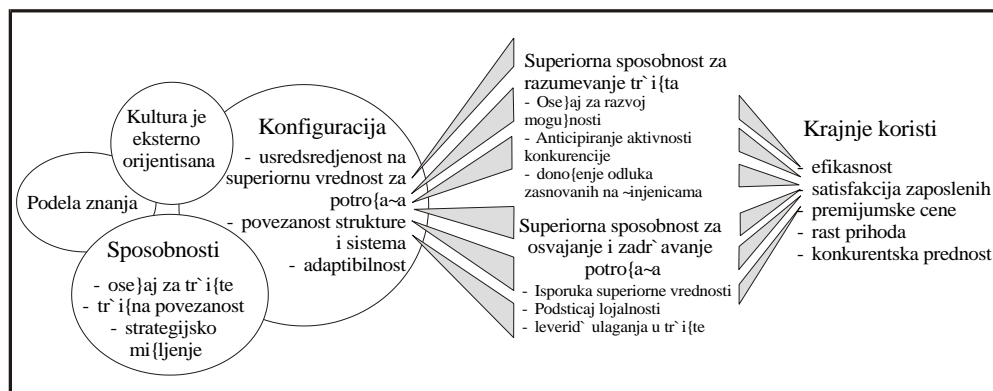 Kultura je
eksterno
orijentisana
Podela znanja
Sposobnosti
- ose}aj za tr`i{te
- tr`i{na povezanost
- strategijsko
mi{ljenje
Konfiguracija
- usredsredjenost na
superiornu vrednost za
potro{a~a
- povezanost strukture
i sistema
- adaptibilnost
Superiorna sposobnost za
razumevanje tr`i{ta
- Ose}aj za razvoj
mogu}nosti
- Anticipiranje aktivnosti
konkurencije
- dono{enje odluka
zasnovanih na ~injenicama
Superiorna sposobnost za
osvajanje i zadr`avanje
potro{a~a
- Isporuka superiorne vrednosti
- Podsticaj lojalnosti
- leverid` ulaganja u tr`i{te
Krajnje koristi
- efikasnost
- satisfakcija zaposlenih
- premijumske cene
- rast prihoda
- konkurentska prednost